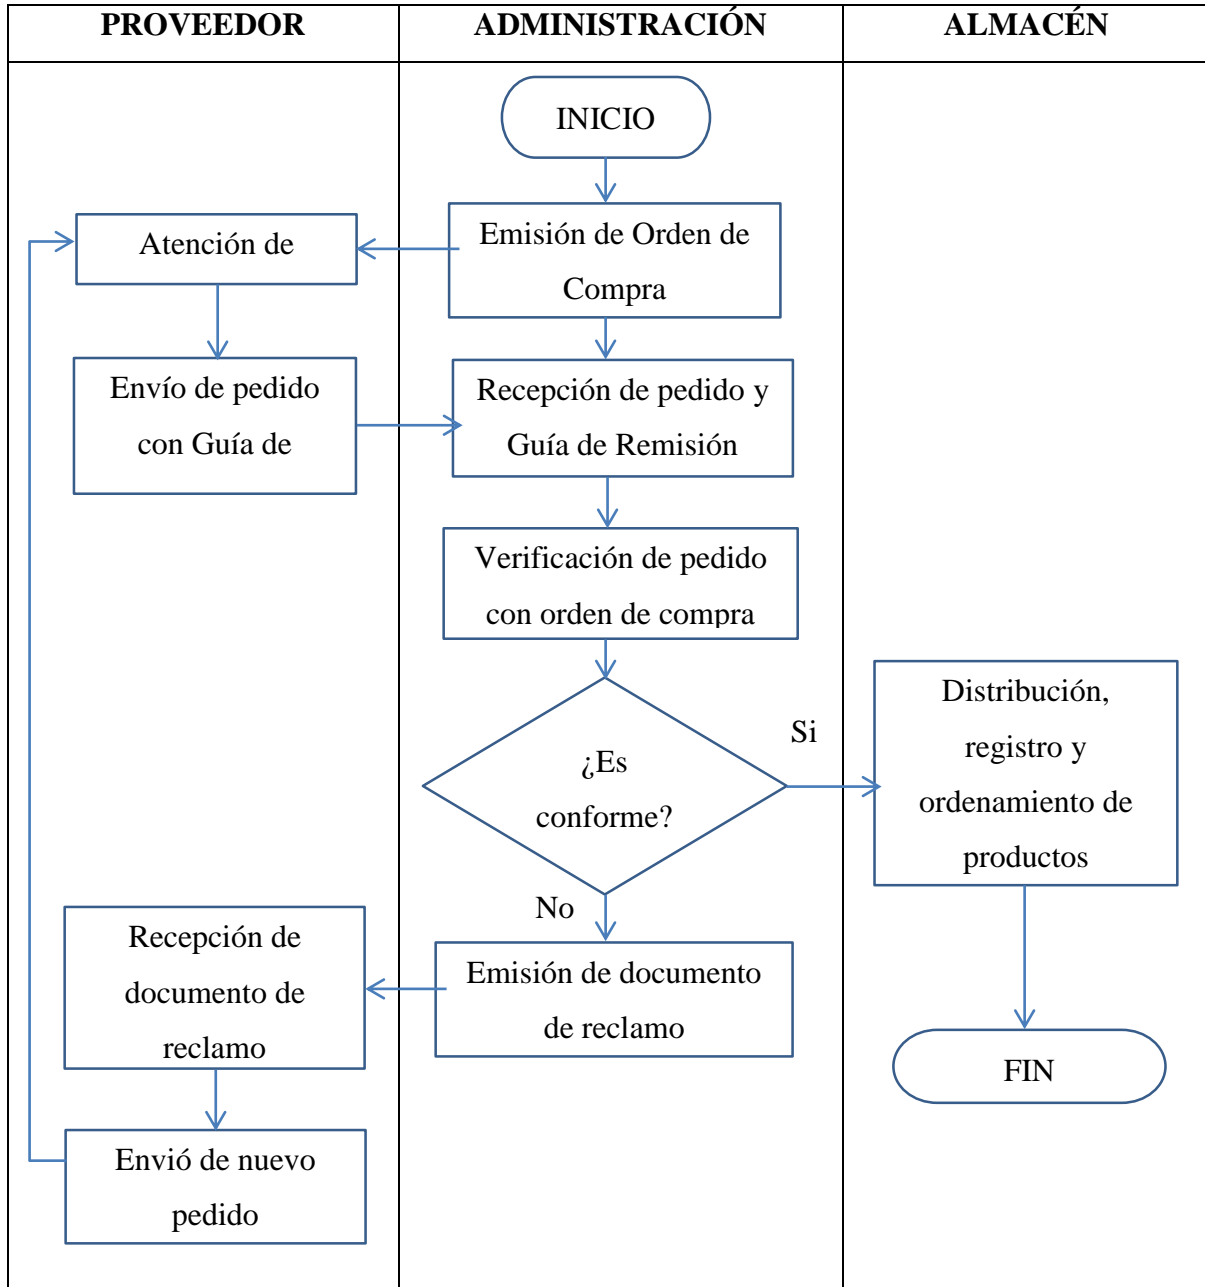 PROVEEDOR
ADMINISTRACIÓN
ALMACÉN
INICIO
Emisión de Orden de
Compra
Atención de
Envío de pedido
con Guía de
Recepción de pedido y
Guía de Remisión
Verificación de pedido
con orden de compra
¿Es
conforme?
Si
Distribución,
registro y
ordenamiento de
productos
No
Emisión de documento
de reclamo
Recepción de
documento de
reclamo
Envió de nuevo
pedido
FIN